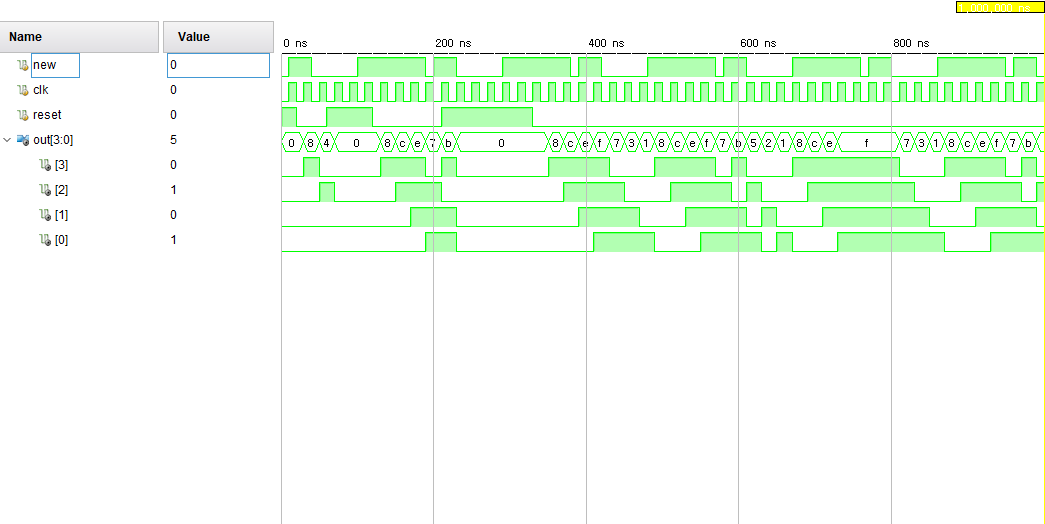 Name Value 0 ns 200 ns 400 ns 600 ns 800 ns
new 0
clk 0
reset 0
out[3:0] 5 0 8 4 0 8 c e 7 b 0 8 c e f 7 3 1 8 c e f 7 b 5 2 1 8 c e f 7 3 1 8 c e f 7 b
[3] 0
[2] 1
[1] 0
[0] 1